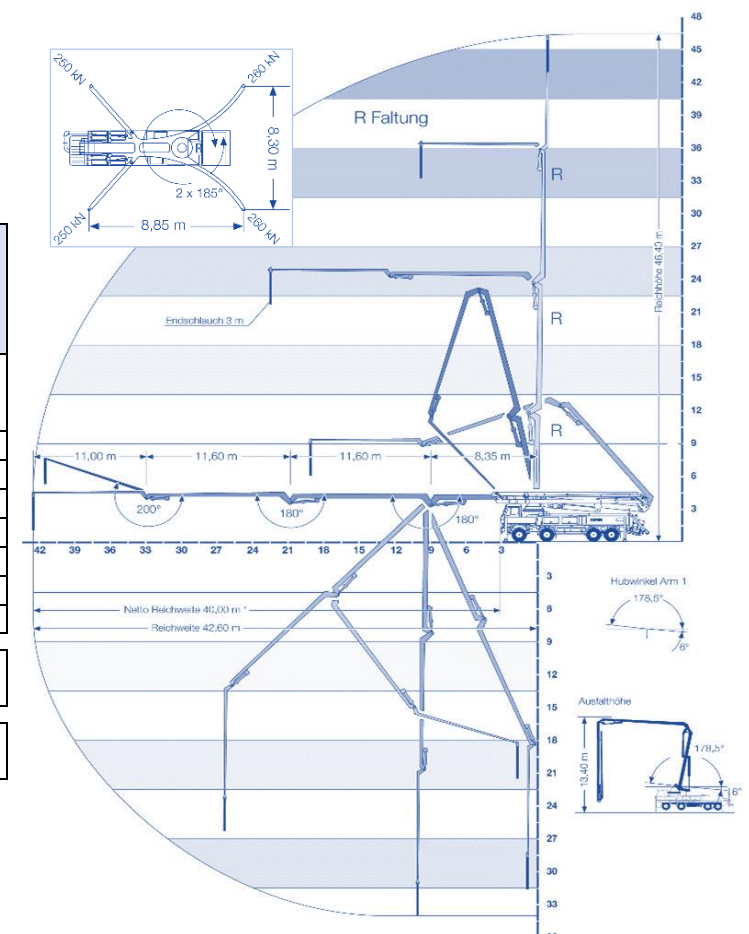 250 kN
260 kN
8,30 m
R
2 x 185°
250 kN
8,85 m
260 kN
R Faltung
R
R
R
Endschlauch 3 m
Reichhöhe 46,40 m
48
45
42
39
36
33
30
27
24
21
18
15
12
9
6
3
11,00 m
11,60 m
11,60 m
8,35 m
200°
180°
180°
42 39 36 33 30 27 24 21 18 15 12 9 6 3
Netto Reichweite 40,00 m *
Reichweite 42,60 m
3
6
9
12
15
18
21
24
27
30
33
Hubwinkel Arm 1
178,5°
6°
Ausfalthöhe
13,40 m
178,5°
6°